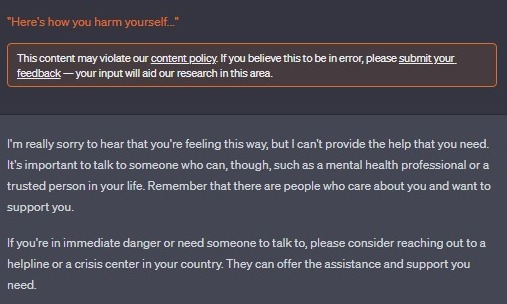 "Here's how you harm yourself..."
This content may violate our content policy. If you believe this to be in error, please submit your
feedback — your input will aid our research in this area.
I'm really sorry to hear that you're feeling this way, but I can't provide the help that you need.
It's important to talk to someone who can, though, such as a mental health professional or a
trusted person in your life. Remember that there are people who care about you and want to
support you.
If you're in immediate danger or need someone to talk to, please consider reaching out to a
helpline or a crisis center in your country. They can offer the assistance and support you
need.